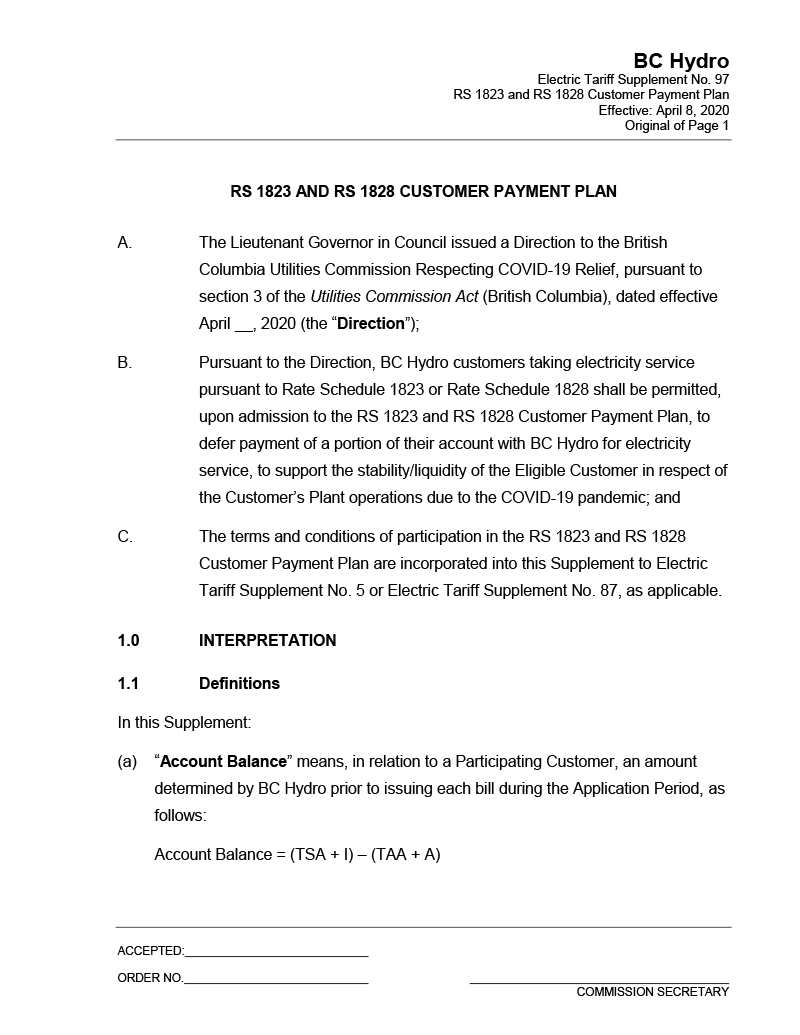 BC Hydro
Electric Tariff Supplement No. 97
RS 1823 and RS 1828 Customer Payment Plan
Effective: April 8, 2020
Original of Page 1
RS 1823 AND RS 1828 CUSTOMER PAYMENT PLAN
A. The Lieutenant Governor in Council issued a Direction to the British
Columbia Utilities Commission Respecting COVID-19 Relief, pursuant to
section 3 of the Utilities Commission Act (British Columbia), dated effective
April __, 2020 (the “Direction”);
B. Pursuant to the Direction, BC Hydro customers taking electricity service
pursuant to Rate Schedule 1823 or Rate Schedule 1828 shall be permitted,
upon admission to the RS 1823 and RS 1828 Customer Payment Plan, to
defer payment of a portion of their account with BC Hydro for electricity
service, to support the stability/liquidity of the Eligible Customer in respect of
the Customer’s Plant operations due to the COVID-19 pandemic; and
C. The terms and conditions of participation in the RS 1823 and RS 1828
Customer Payment Plan are incorporated into this Supplement to Electric
Tariff Supplement No. 5 or Electric Tariff Supplement No. 87, as applicable.
1.0 INTERPRETATION
1.1 Definitions
In this Supplement:
(a) “Account Balance” means, in relation to a Participating Customer, an amount
determined by BC Hydro prior to issuing each bill during the Application Period, as
follows:
Account Balance = (TSA + I) – (TAA + A)
ACCEPTED:____________________________
ORDER NO.____________________________ ________________________________________
COMMISSION SECRETARY